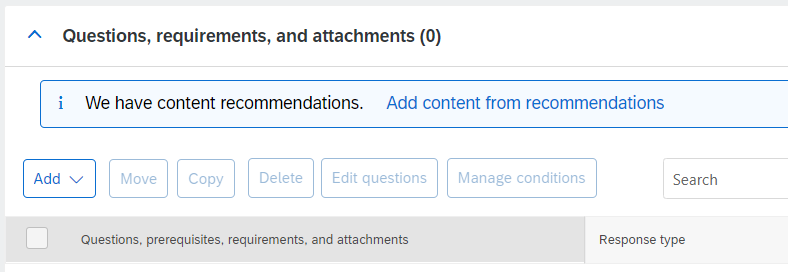 Questions, requirements, and attachments (0)
i We have content recommendations. Add content from recommendations
Add Move Copy Delete Edit questions Manage conditions Search
Questions, prerequisites, requirements, and attachments Response type